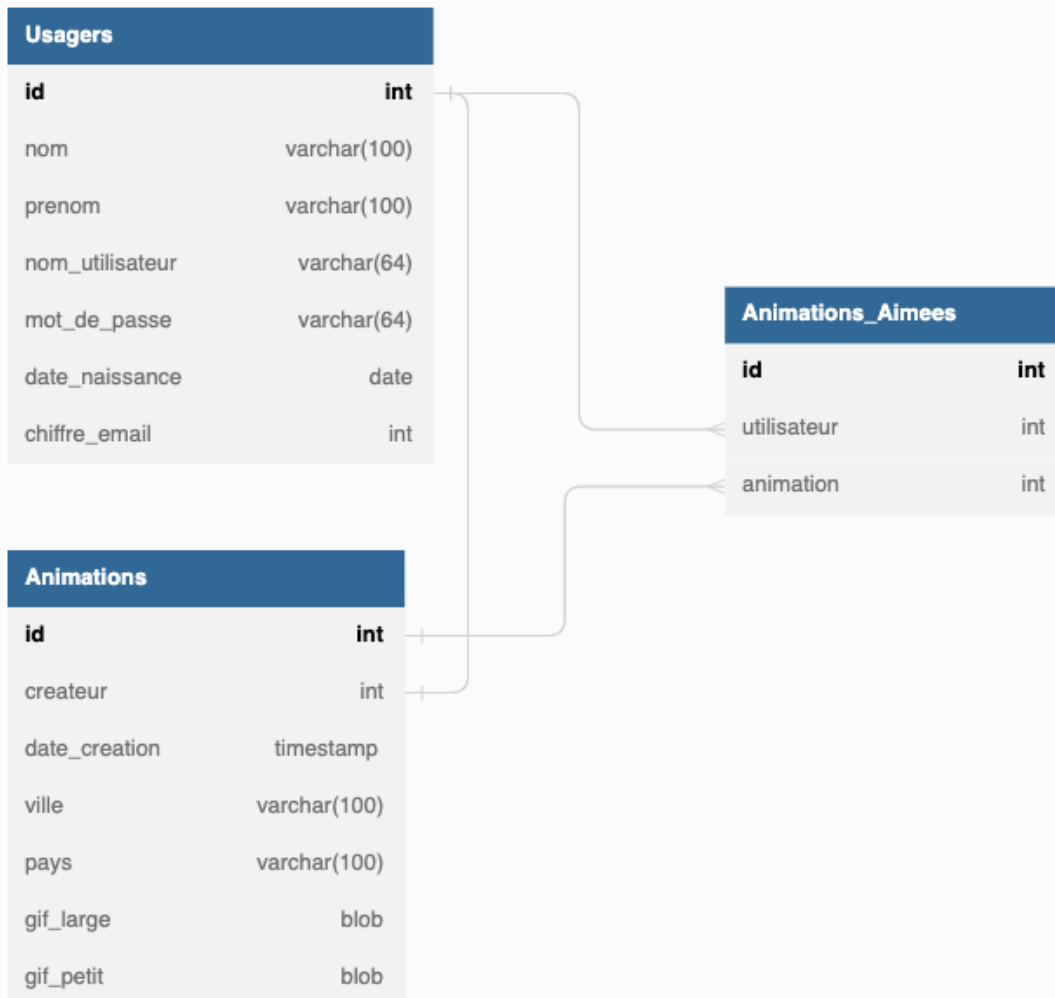 Usagers
id int
nom varchar(100)
prenom varchar(100)
nom_utilisateur varchar(64)
mot_de_passe varchar(64)
date_naissance date
chiffre_email int
Animations_Aimees
id int
utilisateur int
animation int
Animations
id int
createur int
date_creation timestamp
ville varchar(100)
pays varchar(100)
gif_large blob
gif_petit blob